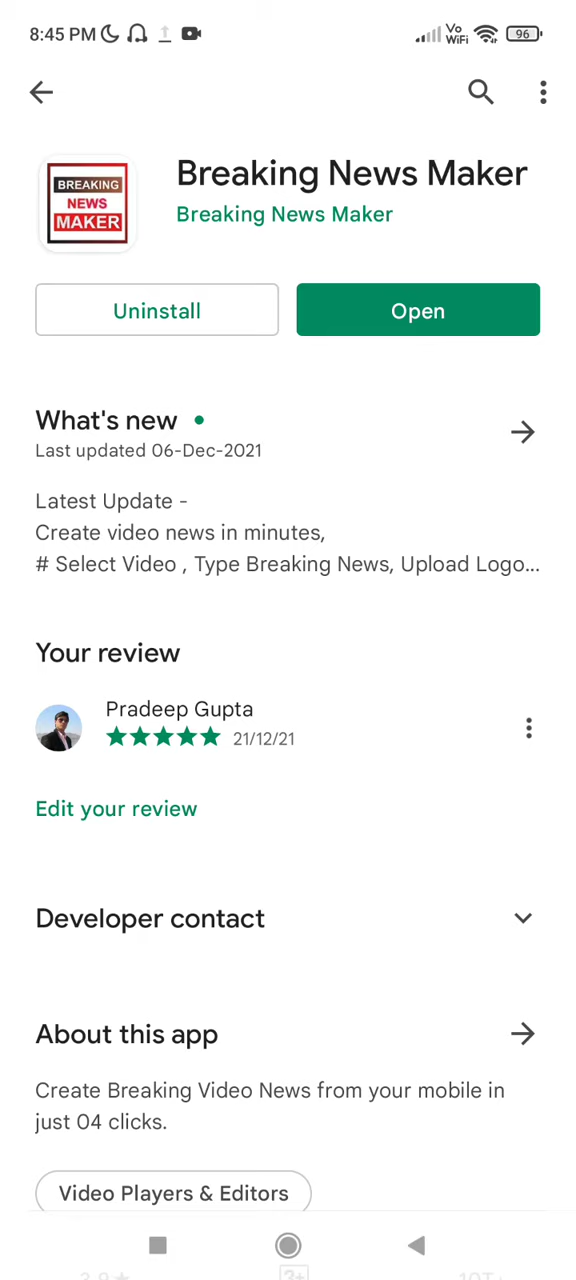 8:45 PM
Vo
WiFi
96
Breaking News Maker
BREAKING
NEWS
MAKER
Breaking News Maker
Uninstall
Open
What's new
Last updated 06-Dec-2021
Latest Update -
Create video news in minutes,
# Select Video , Type Breaking News, Upload Logo...
Your review
Pradeep Gupta
21/12/21
Edit your review
Developer contact
About this app
Create Breaking Video News from your mobile in
just 04 clicks.
Video Players & Editors